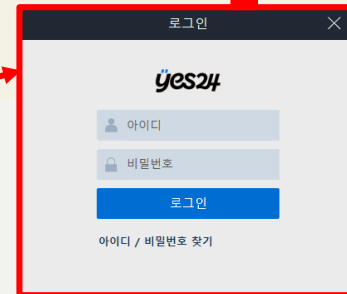 로그인
yes24
아이디
비밀번호
로그인
아이디 / 비밀번호 찾기